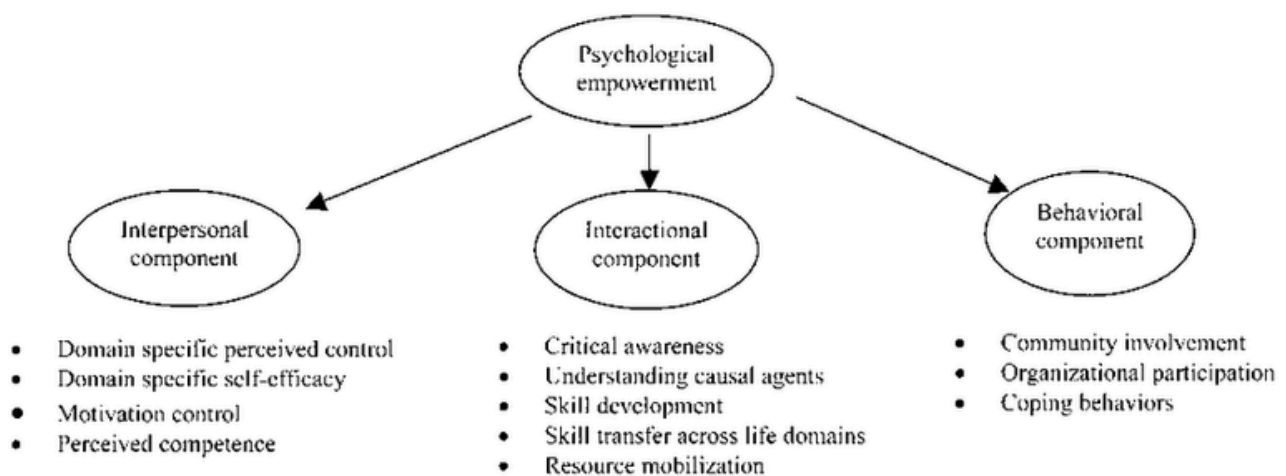 Psychological
empowerment
Interpersonal
component
Interactional
component
Behavioral
component
• Domain specific perceived control
• Domain specific self-efficacy
• Motivation control
• Perceived competence
• Critical awareness
• Understanding causal agents
• Skill development
• Skill transfer across life domains
• Resource mobilization
• Community involvement
• Organizational participation
• Coping behaviors